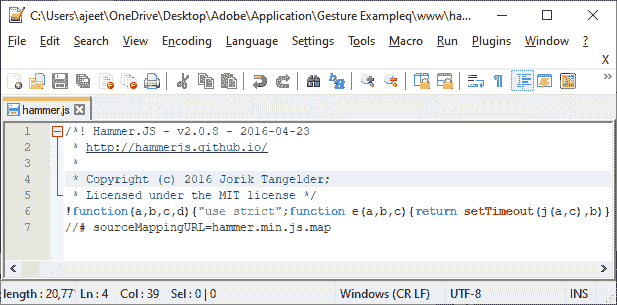 C:\Users\ajeet\OneDrive\Desktop\Adobe\Application\Gesture Exampleq\www\ha...
File Edit Search View Encoding Language Settings Tools Macro Run Plugins Window ?
X
hammer.js
1 /*! Hammer.JS - v2.0.8 - 2016-04-23
2 * http://hammerjs.github.io/
3 *
4 * Copyright (c) 2016 Jorik Tangelder;
5 * Licensed under the MIT license */
6 !function(a,b,c,d){"use strict";function e(a,b,c){return setTimeout(j(a,c),b)}
7 //# sourceMappingURL=hammer.min.js.map
length : 20,77 Ln : 4 Col : 39 Sel : 0 | 0 Windows (CR LF) UTF-8 INS